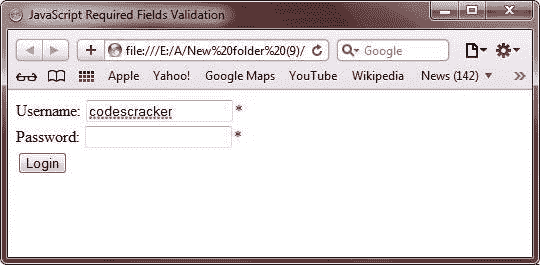 JavaScript Required Fields Validation
file:///E:/A/New%20folder%20(9)/
Google
Apple Yahoo! Google Maps YouTube Wikipedia News (142)
Username: codescracker *
Password: *
Login